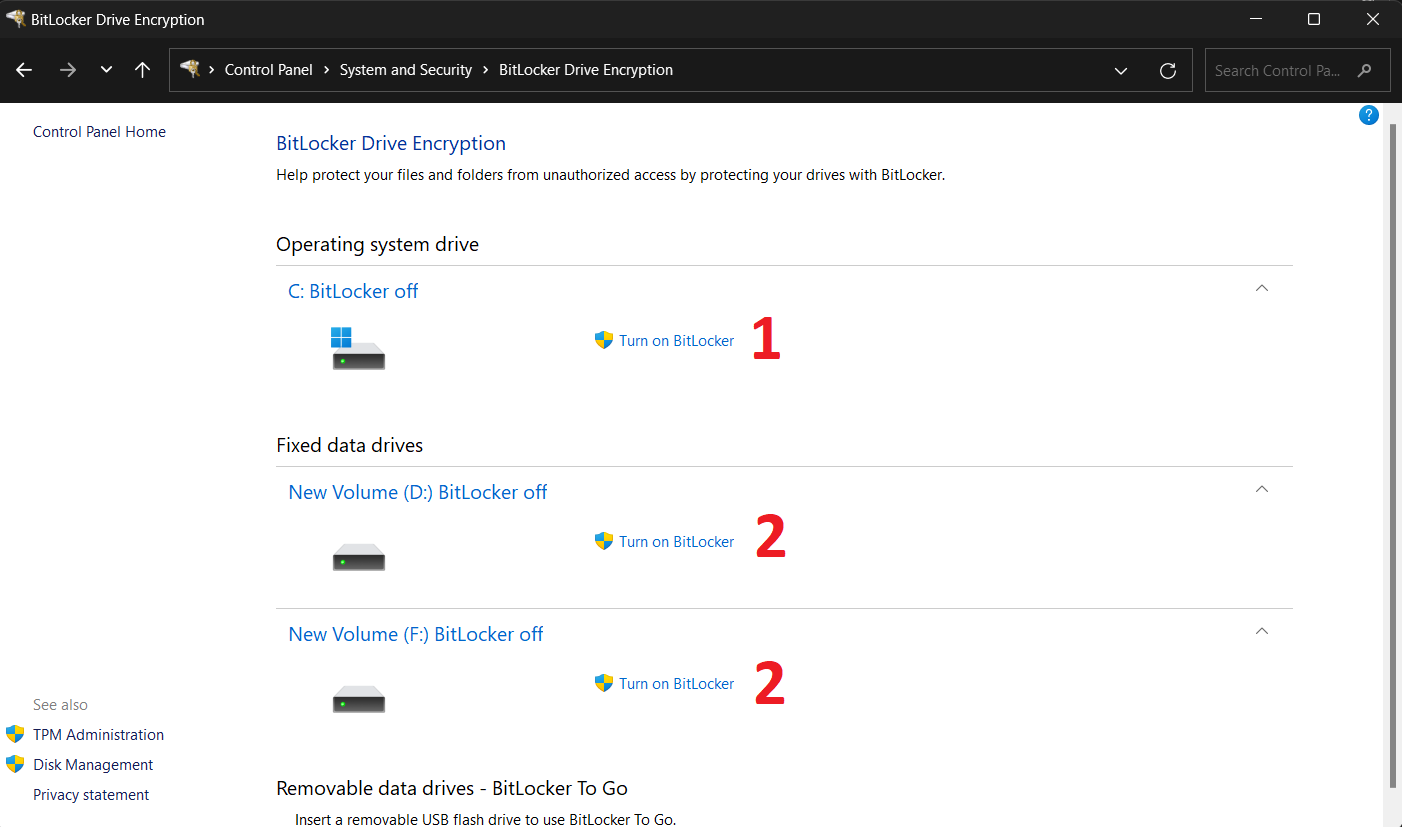 BitLocker Drive Encryption
Control Panel > System and Security > BitLocker Drive Encryption
Search Control Pa...
?
Control Panel Home
BitLocker Drive Encryption
Help protect your files and folders from unauthorized access by protecting your drives with BitLocker.
Operating system drive
C: BitLocker off
Turn on BitLocker 1
Fixed data drives
New Volume (D:) BitLocker off
Turn on BitLocker 2
New Volume (F:) BitLocker off
Turn on BitLocker 2
See also
TPM Administration
Disk Management
Privacy statement
Removable data drives - BitLocker To Go
Insert a removable USB flash drive to use BitLocker To Go.